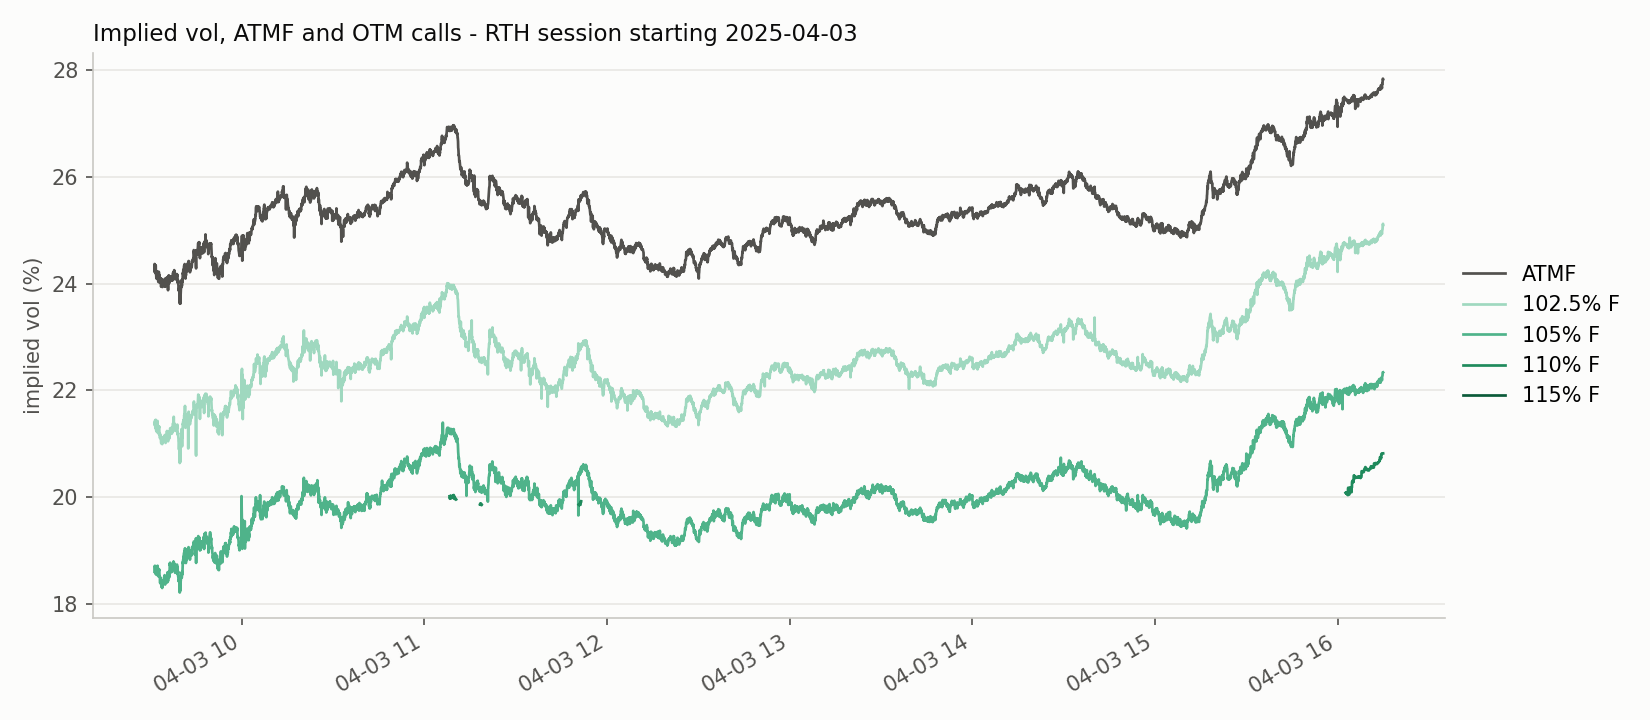 Implied vol, ATMF and OTM calls - RTH session starting 2025-04-03
28
26
24
22
20
18
implied vol (%)
04-03 10
04-03 11
04-03 12
04-03 13
04-03 14
04-03 15
04-03 16
ATMF
102.5% F
105% F
110% F
115% F